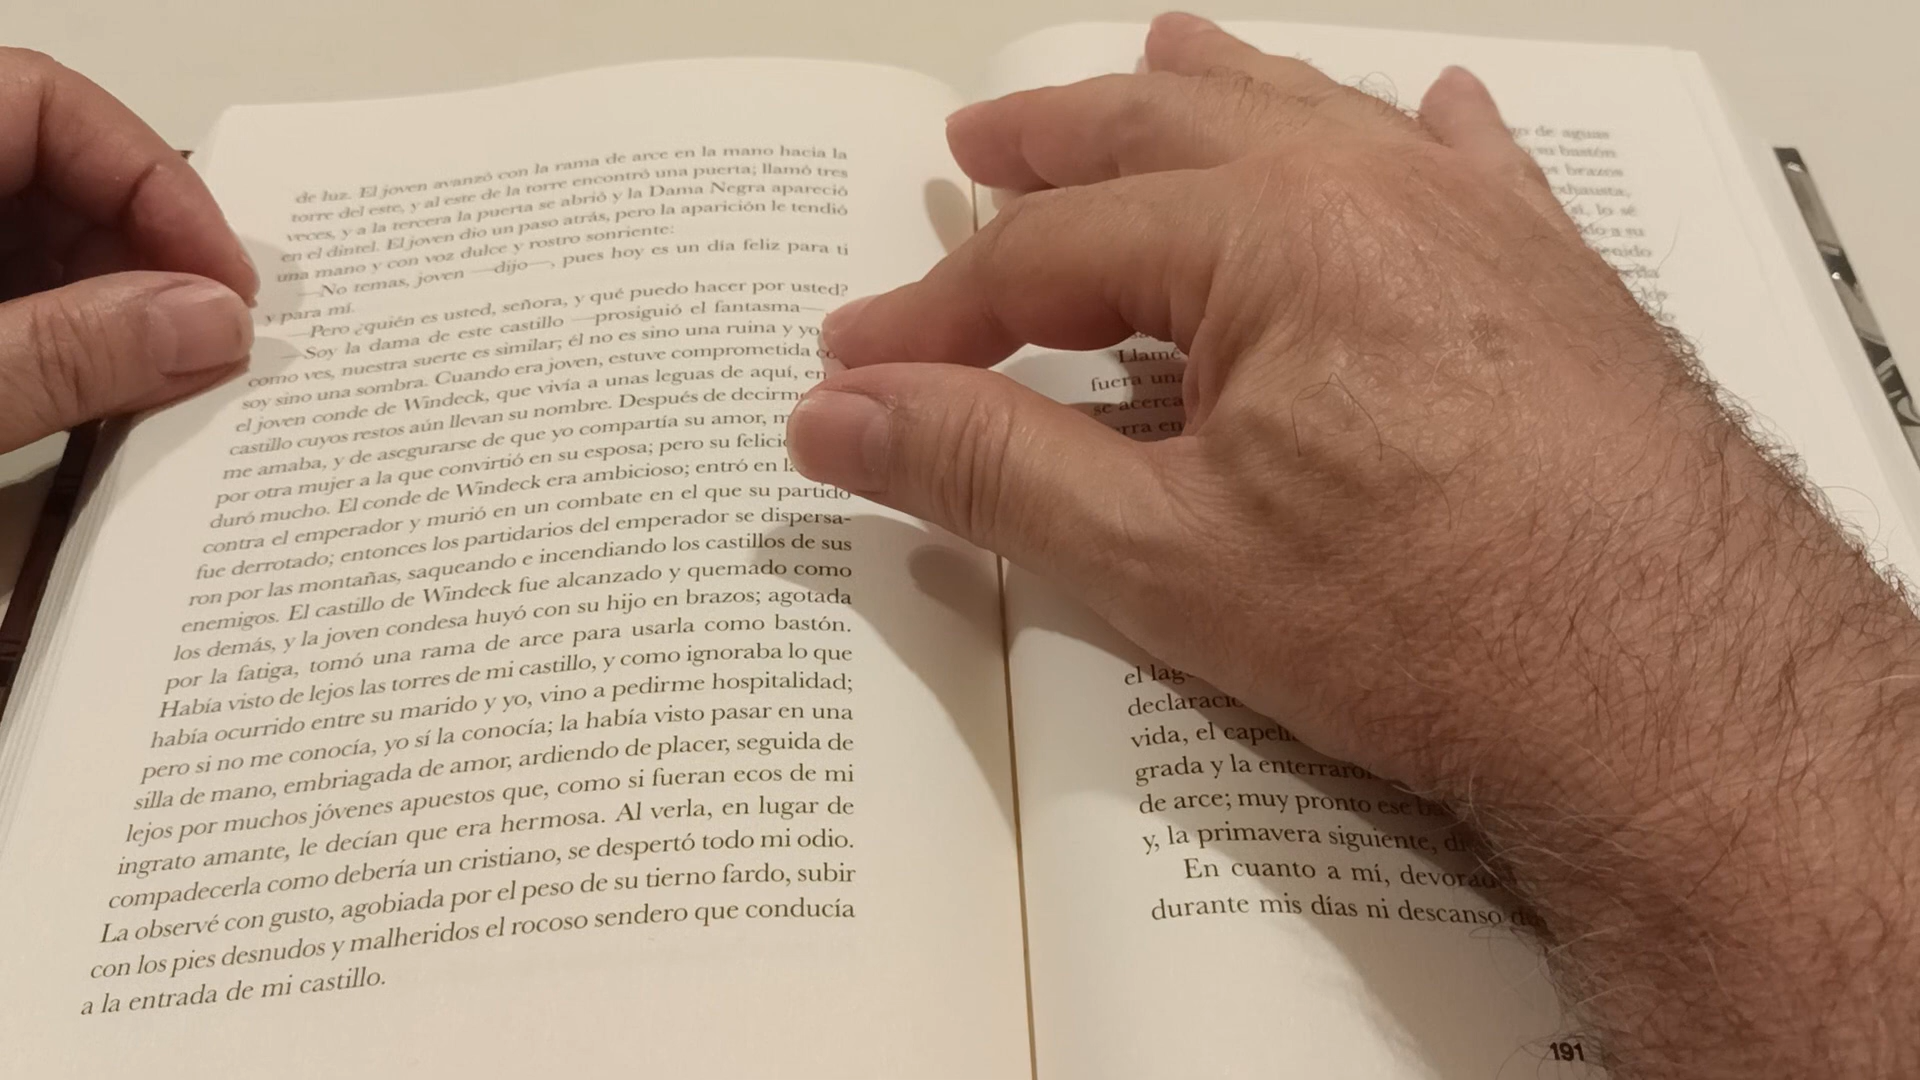 de luz. El joven avanzó con la rama de arce en la mano hacia la
torre del este, y al este de la torre encontró una puerta; llamó tres
veces, y a la tercera la puerta se abrió y la Dama Negra apareció
en el dintel. El joven dio un paso atrás, pero la aparición le tendió
una mano y con voz dulce y rostro sonriente:
—No temas, joven —dijo—, pues hoy es un día feliz para ti
y para mí.
—Pero ¿quién es usted, señora, y qué puedo hacer por usted?
—Soy la dama de este castillo —prosiguió el fantasma—
como ves, nuestra suerte es similar; él no es sino una ruina y yo
soy sino una sombra. Cuando era joven, estuve comprometida
el joven conde de Windeck, que vivía a unas leguas de aquí, en
castillo cuyos restos aún llevan su nombre. Después de
me amaba, y de asegurarse de que yo compartía su amor,
por otra mujer a la que convirtió en su esposa; pero su
duró mucho. El conde de Windeck era ambicioso; entró en
contra el emperador y murió en un combate en el que su partido
fue derrotado; entonces los partidarios del emperador se dispersa-
ron por las montañas, saqueando e incendiando los castillos de sus
enemigos. El castillo de Windeck fue alcanzado y quemado como
los demás, y la joven condesa huyó con su hijo en brazos; agotada
por la fatiga, tomó una rama de arce para usarla como bastón.
Había visto de lejos las torres de mi castillo, y como ignoraba lo que
había ocurrido entre su marido y yo, vino a pedirme hospitalidad;
pero si no me conocía, yo sí la conocía; la había visto pasar en una
silla de mano, embriagada de amor, ardiendo de placer, seguida de
lejos por muchos jóvenes apuestos que, como si fueran ecos de mi
ingrato amante, le decían que era hermosa. Al verla, en lugar de
compadecerla como debería un cristiano, se despertó todo mi odio.
La observé con gusto, agobiada por el peso de su tierno fardo, subir
con los pies desnudos y malheridos el rocoso sendero que conducía
a la entrada de mi castillo.
de aguas
su bastón
brazos
exhausta,
lo sé
a su
Llamé
fuera
se
en
el
vida, el
grada y la
de arce; muy pronto ese
y, la primavera siguiente,
En cuanto a mí,
durante mis días ni descanso
191